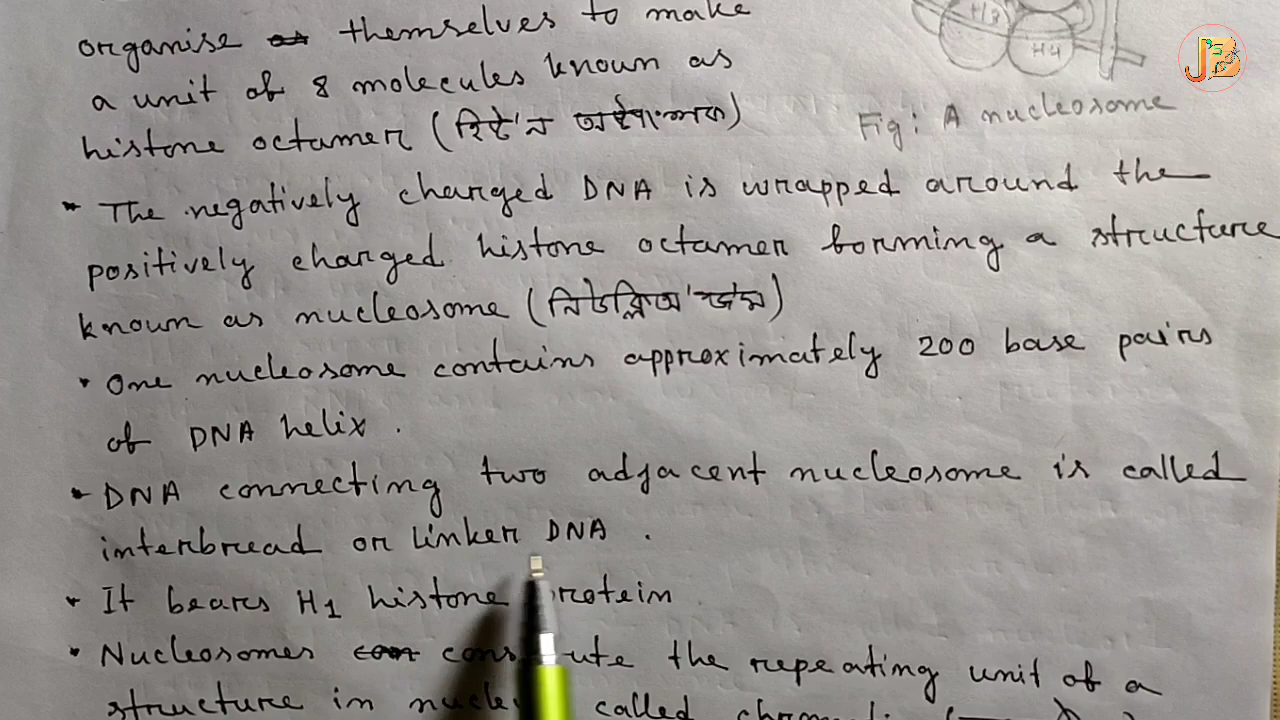 organise themselves to make
a unit of 8 molecules known as
histone octamer (হিষ্ট'ন অক্টামাৰ)
H3
H4
Fig: A nucleosome
• The negatively charged DNA is wrapped around the
positively charged histone octamer forming a structure
known as nucleosome (নিউক্লিঅ'জোম)
• One nucleosome contains approximately 200 base pairs
of DNA helix.
• DNA connecting two adjacent nucleosome is called
interbread or linker DNA.
• It bears H1 histone protein
• Nucleosomes the repeating unit of a
structure in called